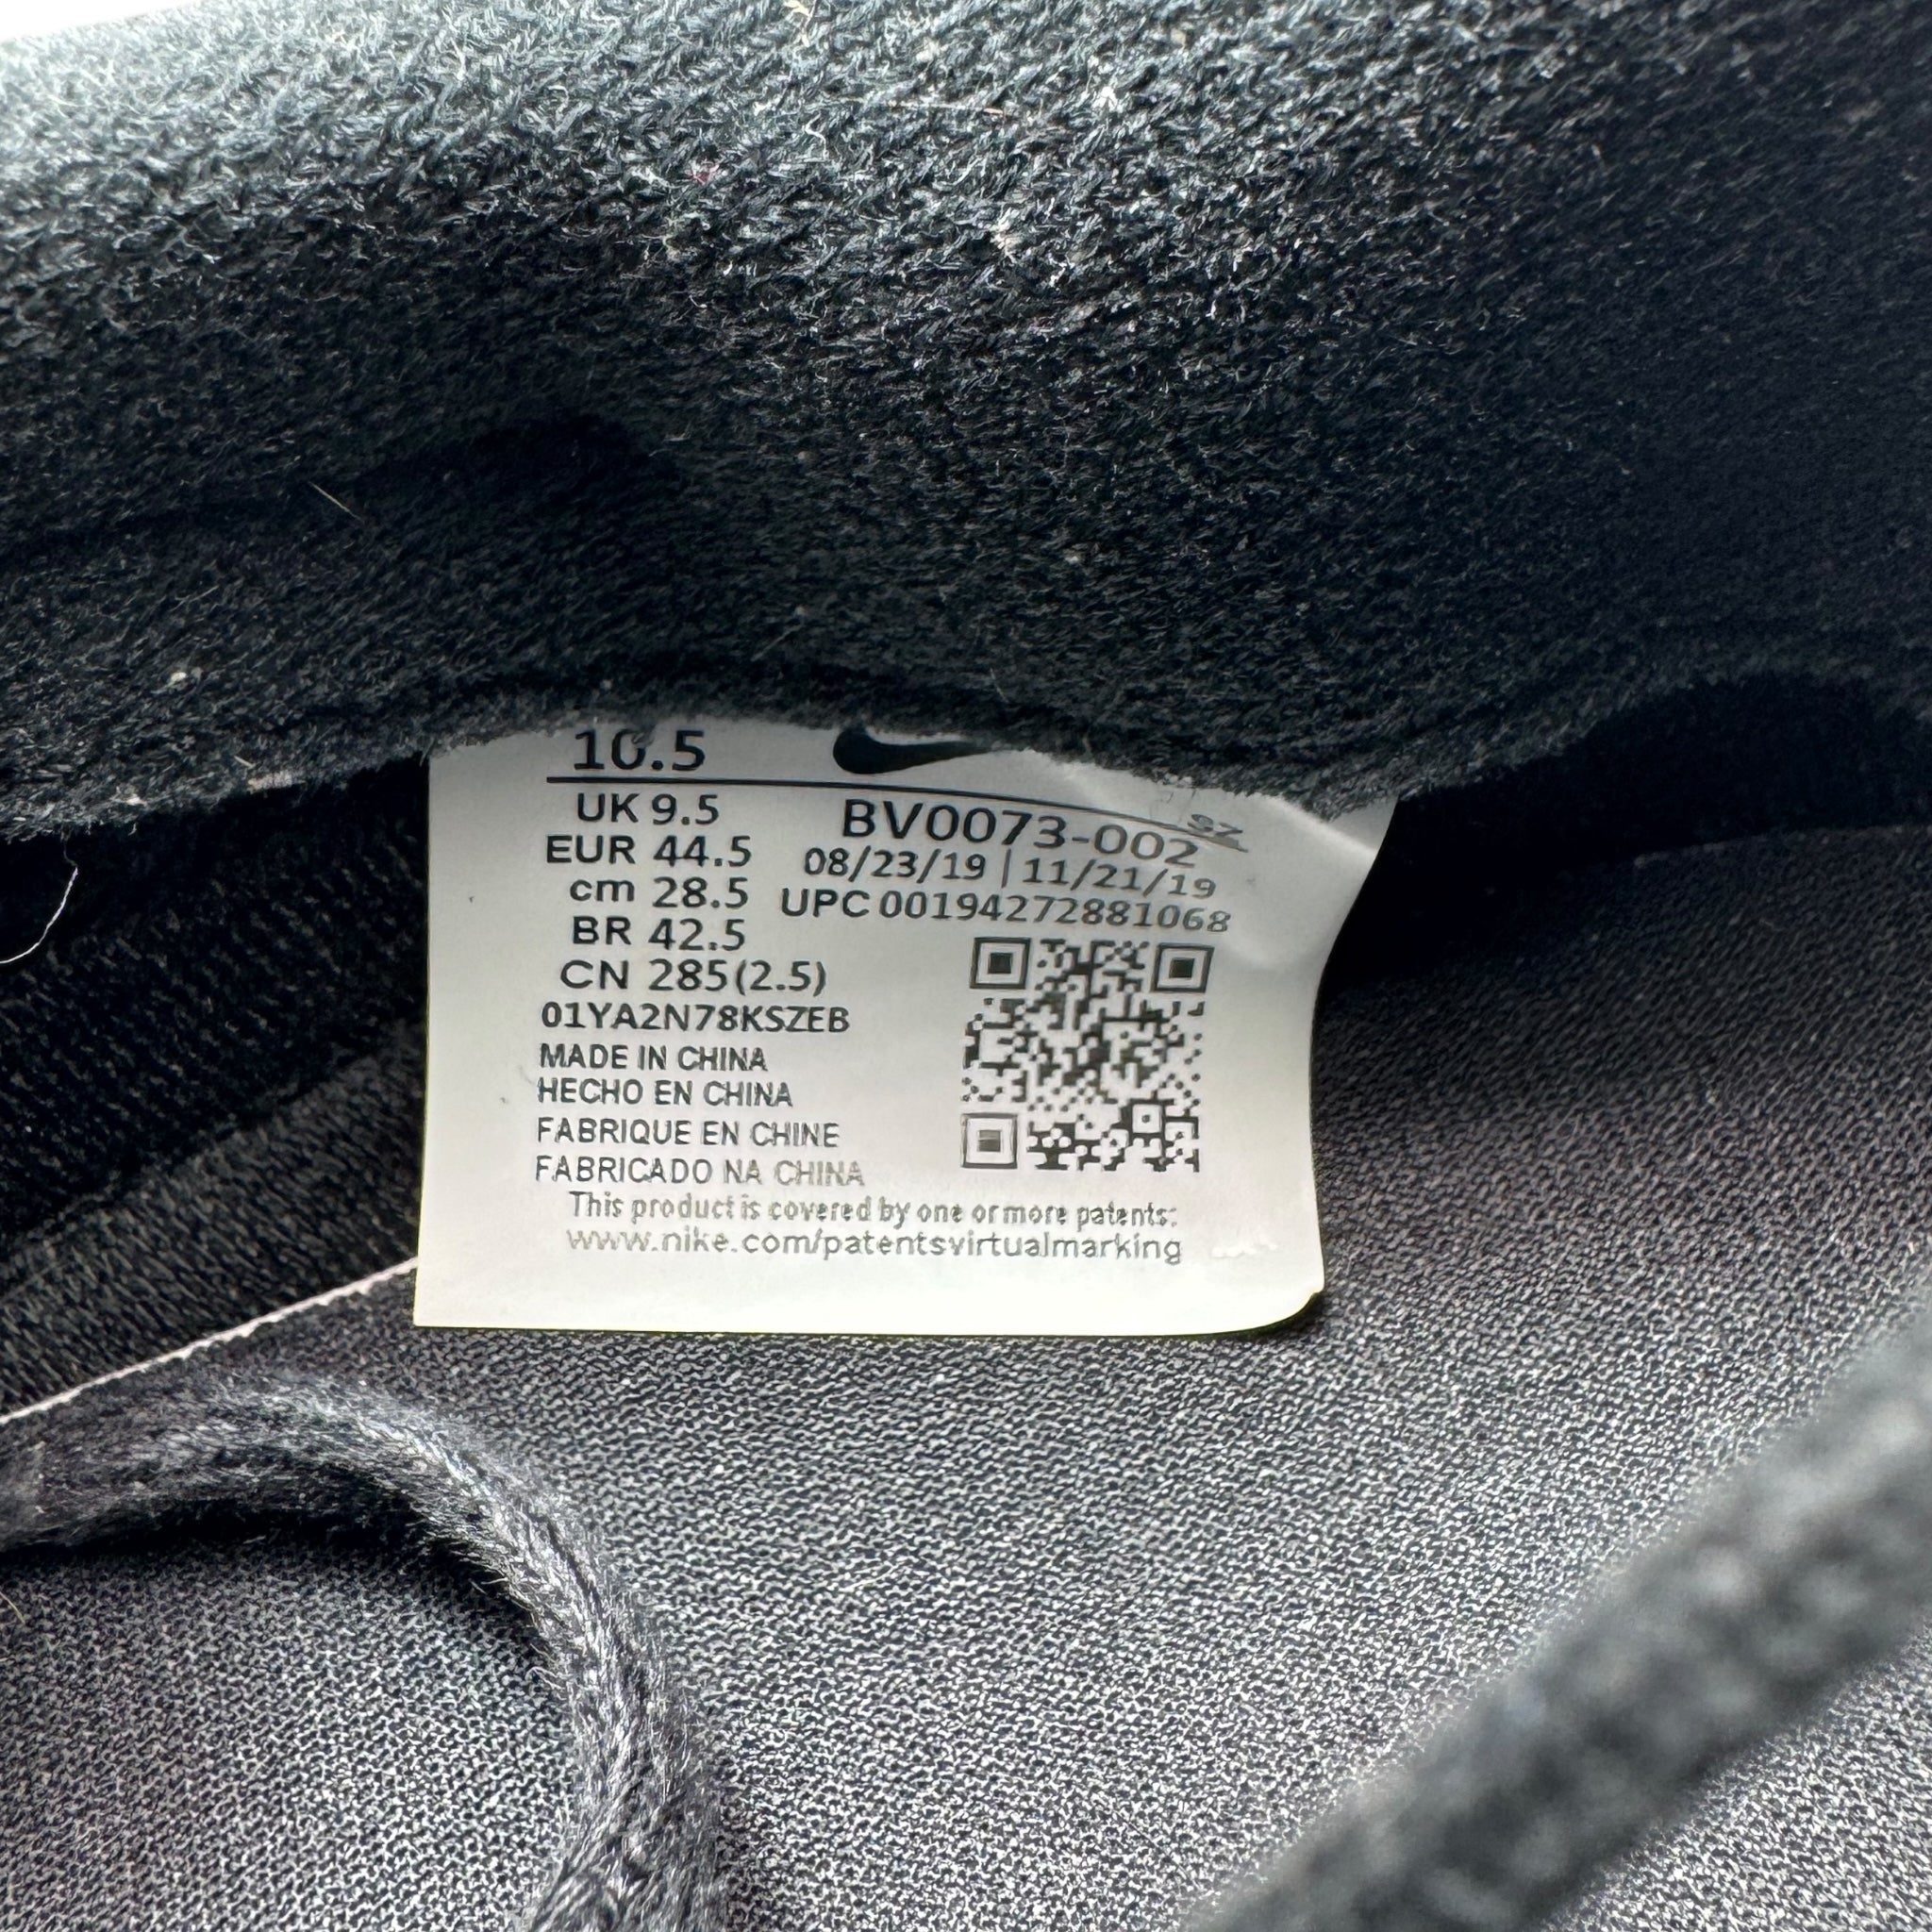 10.5
UK 9.5
EUR 44.5
cm 28.5
BR 42.5
CN 285(2.5)
01YA2N78KSZEB
MADE IN CHINA
HECHO EN CHINA
FABRIQUE EN CHINE
FABRICADO NA CHINA
SZ
BV0073-002
08/23/19 | 11/21/19
UPC 00194272881068
This product is covered by one or more patents:
www.nike.com/patentsvirtualmarking